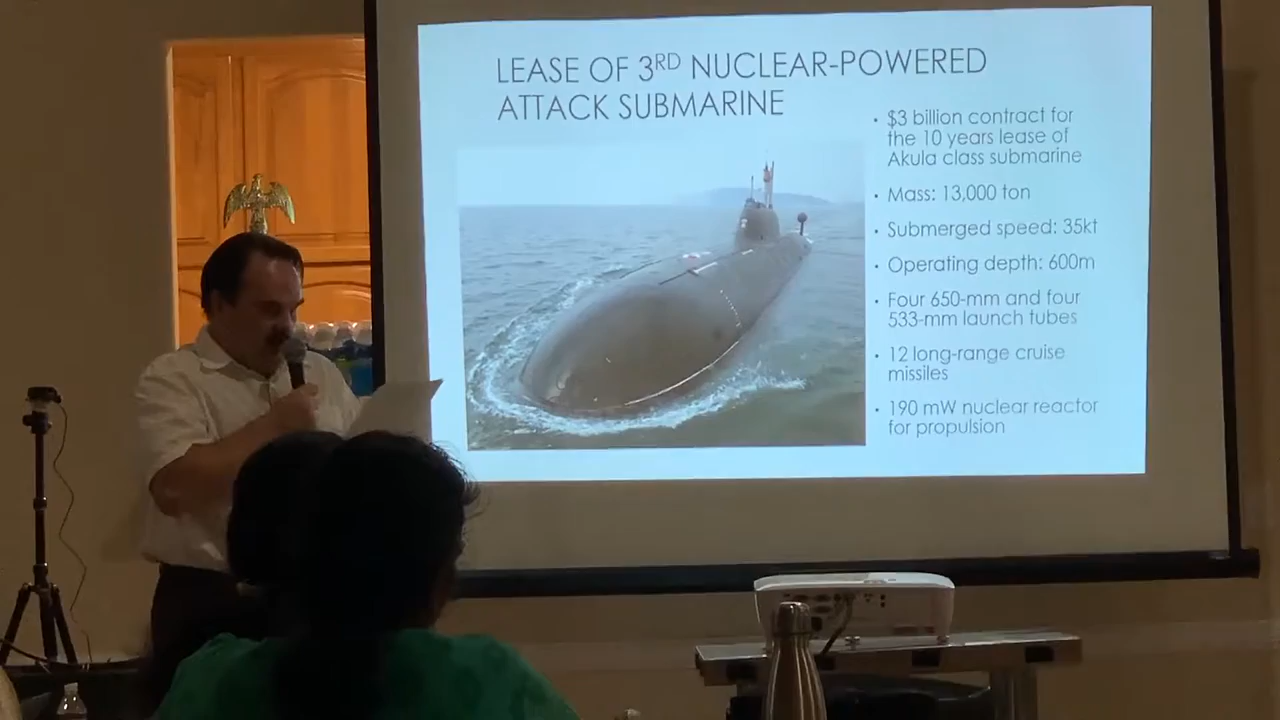 LEASE OF 3RD NUCLEAR-POWERED
ATTACK SUBMARINE
• $3 billion contract for
the 10 years lease of
Akula class submarine
• Mass: 13,000 ton
• Submerged speed: 35kt
• Operating depth: 600m
• Four 650-mm and four
533-mm launch tubes
• 12 long-range cruise
missiles
• 190 mW nuclear reactor
for propulsion